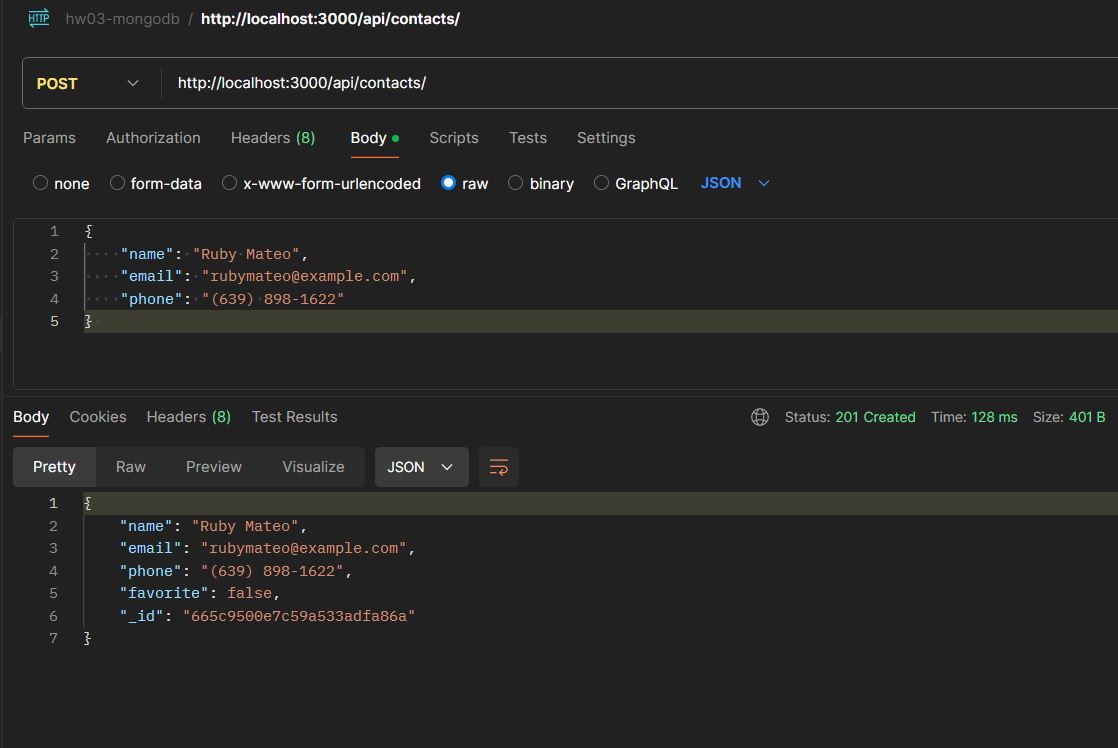 HTTP hw03-mongodb / http://localhost:3000/api/contacts/
POST http://localhost:3000/api/contacts/
Params Authorization Headers (8) Body Scripts Tests Settings
none form-data x-www-form-urlencoded raw binary GraphQL JSON
1 {
2 "name": "Ruby Mateo",
3 "email": "rubymateo@example.com",
4 "phone": "(639) 898-1622"
5 }
Body Cookies Headers (8) Test Results Status: 201 Created Time: 128 ms Size: 401 B
Pretty Raw Preview Visualize JSON
1 {
2 "name": "Ruby Mateo",
3 "email": "rubymateo@example.com",
4 "phone": "(639) 898-1622",
5 "favorite": false,
6 "_id": "665c9500e7c59a533adfa86a"
7 }